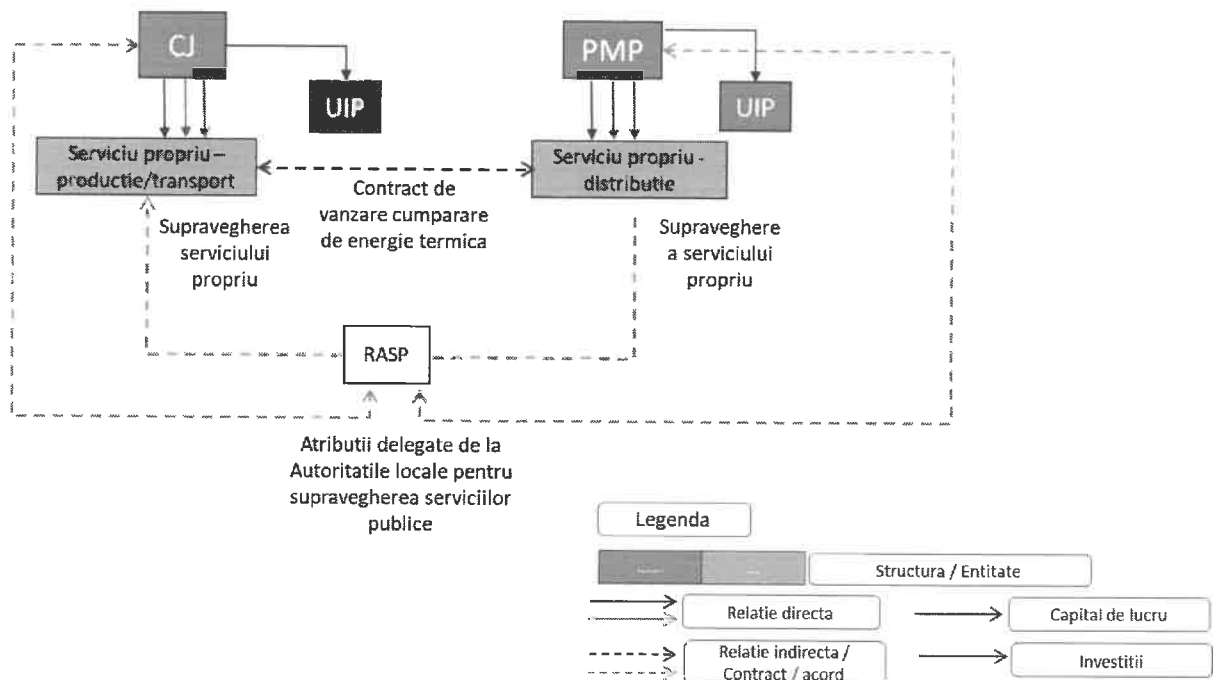 CJ
PMP
UIP
UIP
Serviciu propriu –
productie/transport
Serviciu propriu -
distributie
Contract de
vanzare cumparare
de energie termica
Supravegherea
serviciului
propriu
Supraveghere
a serviciului
propriu
RASP
Atributii delegate de la
Autoritatile locale pentru
supravegherea serviciilor
publice
Legenda
Structura / Entitate
Relatie directa
Capital de lucru
Relatie indirecta /
Contract / acord
Investitii